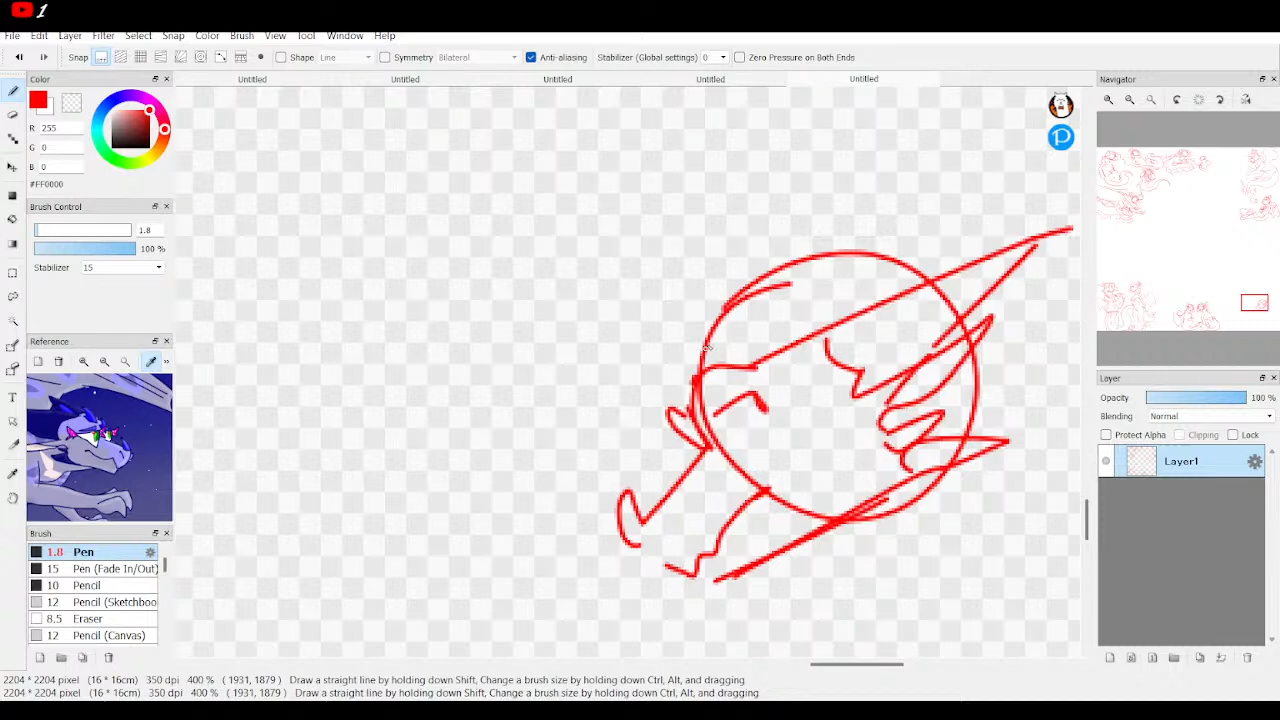 1
File Edit Layer Filter Select Snap Color Brush View Tool Window Help
Snap Shape Line Symmetry Bilateral Anti-aliasing Stabilizer (Global settings) 0 Zero Pressure on Both Ends
Color Untitled Untitled Untitled Untitled Untitled Navigator
R 255
G 0
B 0
#FF0000
Brush Control
1.8
100 %
Stabilizer 15
Reference
Brush
1.8 Pen
15 Pen (Fade In/Out)
10 Pencil
12 Pencil (Sketchboo
8.5 Eraser
12 Pencil (Canvas)
P
Layer
Opacity 100 %
Blending Normal
Protect Alpha Clipping Lock
Layer1
2204 * 2204 pixel (16 * 16cm) 350 dpi 400 % ( 1931, 1879 ) Draw a straight line by holding down Shift, Change a brush size by holding down Ctrl, Alt, and dragging
2204 * 2204 pixel (16 * 16cm) 350 dpi 400 % ( 1931, 1879 ) Draw a straight line by holding down Shift, Change a brush size by holding down Ctrl, Alt, and dragging